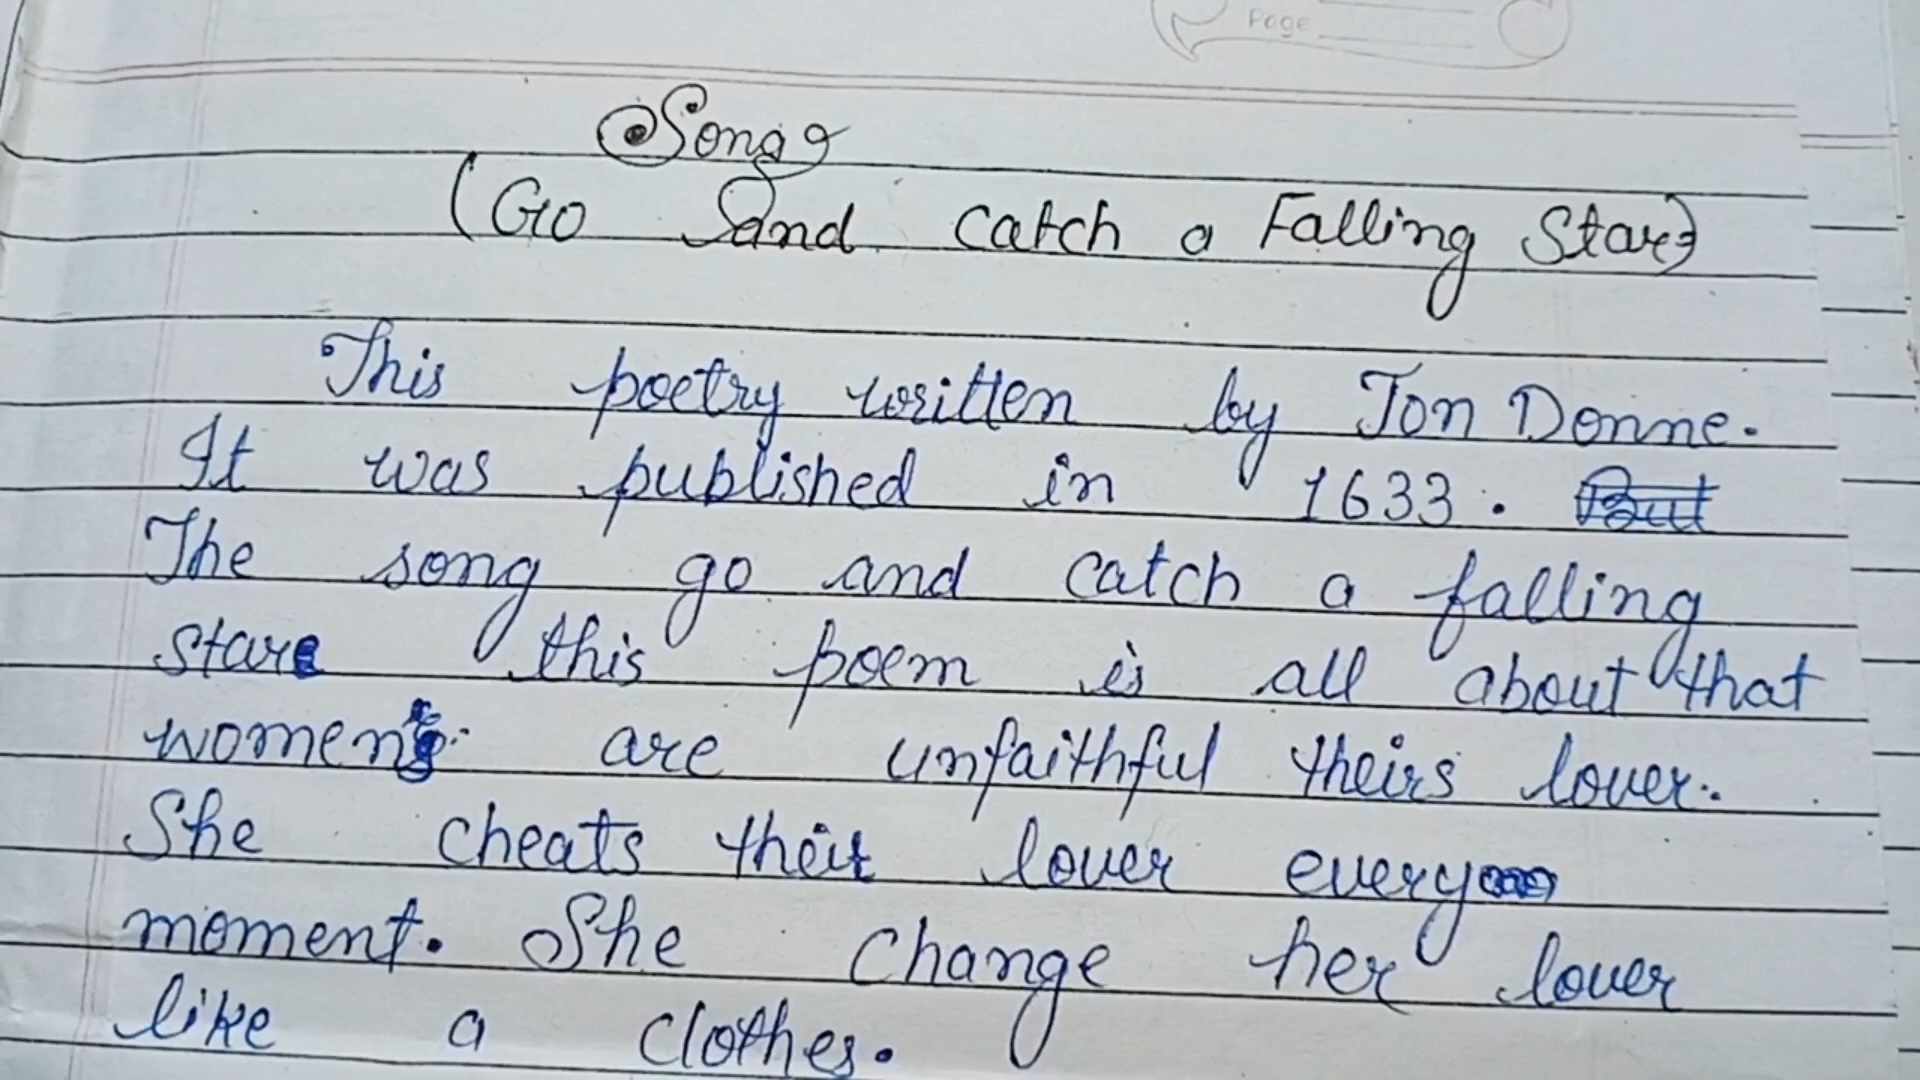 Page
Song
(Go and catch a Falling Star)
This poetry written by Jon Donne.
It was published in 1633.
The song go and catch a falling
star this poem is all about that
women are unfaithful theirs lover.
She cheats their lover every
moment. She change her lover
like a clothes.